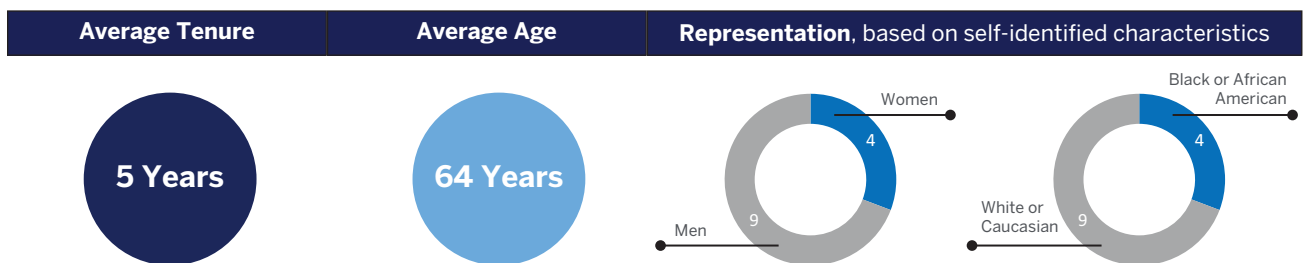 Average Tenure
Average Age
Representation, based on self-identified characteristics
5 Years
64 Years
Women
4
9
Men
Black or African
American
4
White or
Caucasian
9